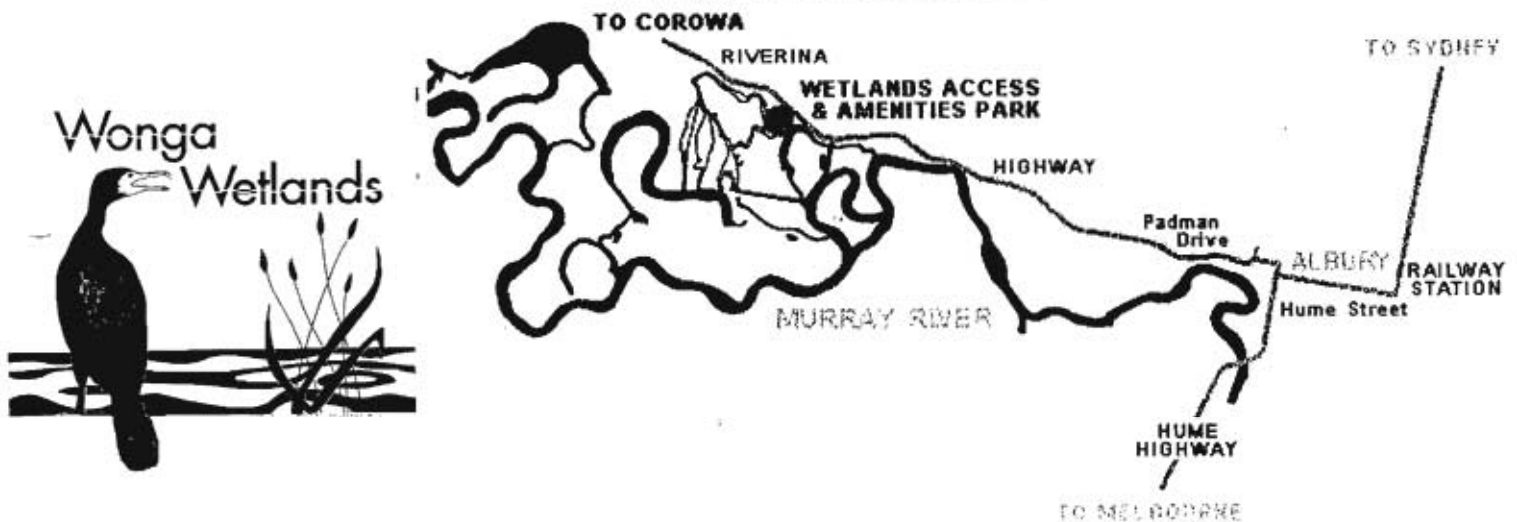 Wonga
Wetlands
TO COROWA
RIVERINA
WETLANDS ACCESS
& AMENITIES PARK
HIGHWAY
TO SYDNEY
Padman
Drive
ALBURY
RAILWAY
STATION
Hume Street
MURRAY RIVER
HUME
HIGHWAY
TO MELBOURNE